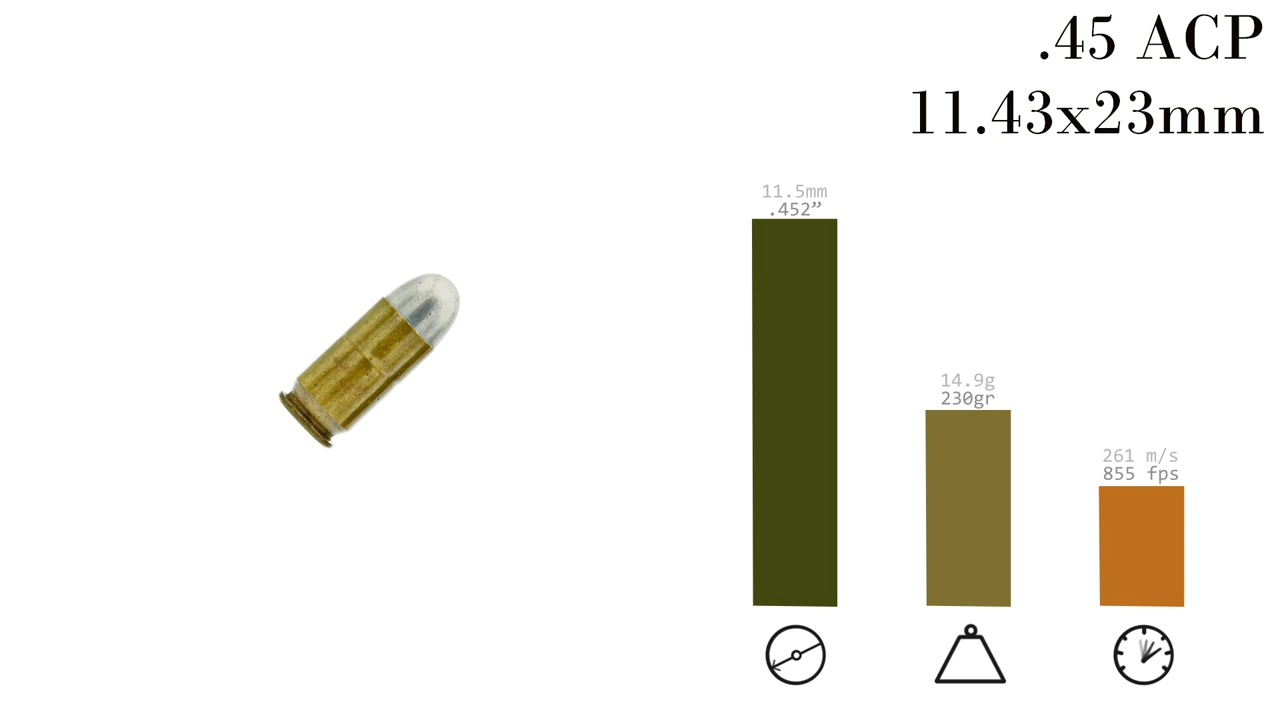 .45 ACP
11.43x23mm
11.5mm
.452”
14.9g
230gr
261 m/s
855 fps